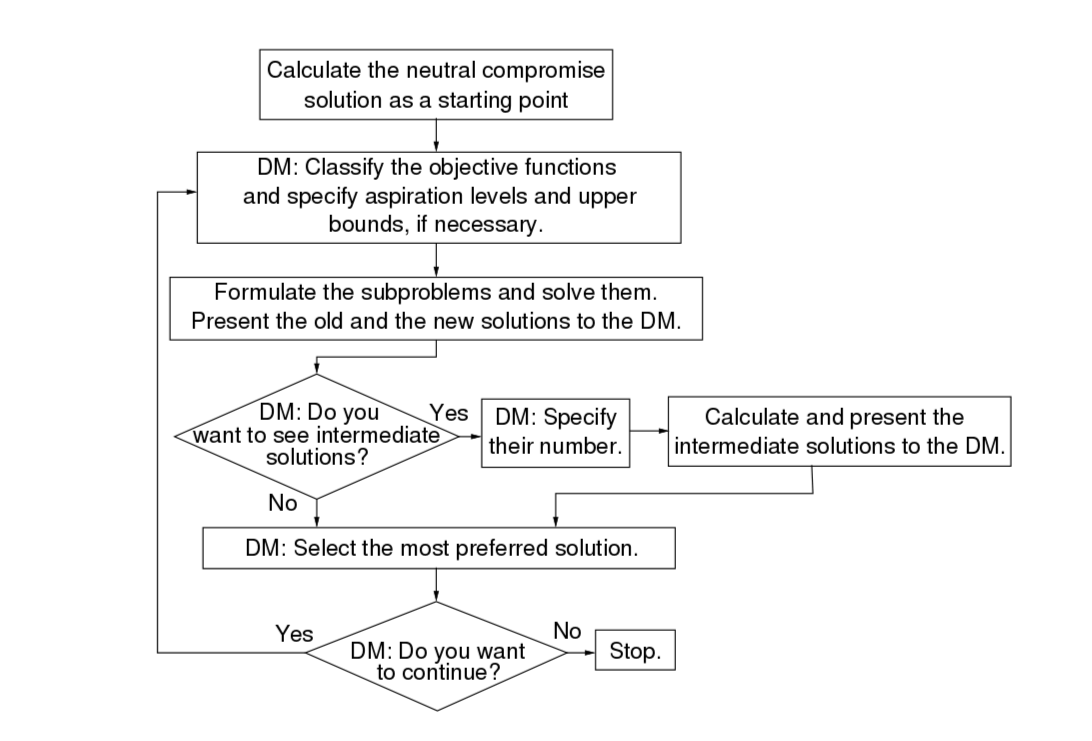 Calculate the neutral compromise
solution as a starting point
DM: Classify the objective functions
and specify aspiration levels and upper
bounds, if necessary.
Formulate the subproblems and solve them.
Present the old and the new solutions to the DM.
DM: Do you
want to see intermediate
solutions?
Yes
DM: Specify
their number.
Calculate and present the
intermediate solutions to the DM.
No
DM: Select the most preferred solution.
Yes
DM: Do you want
to continue?
No
Stop.